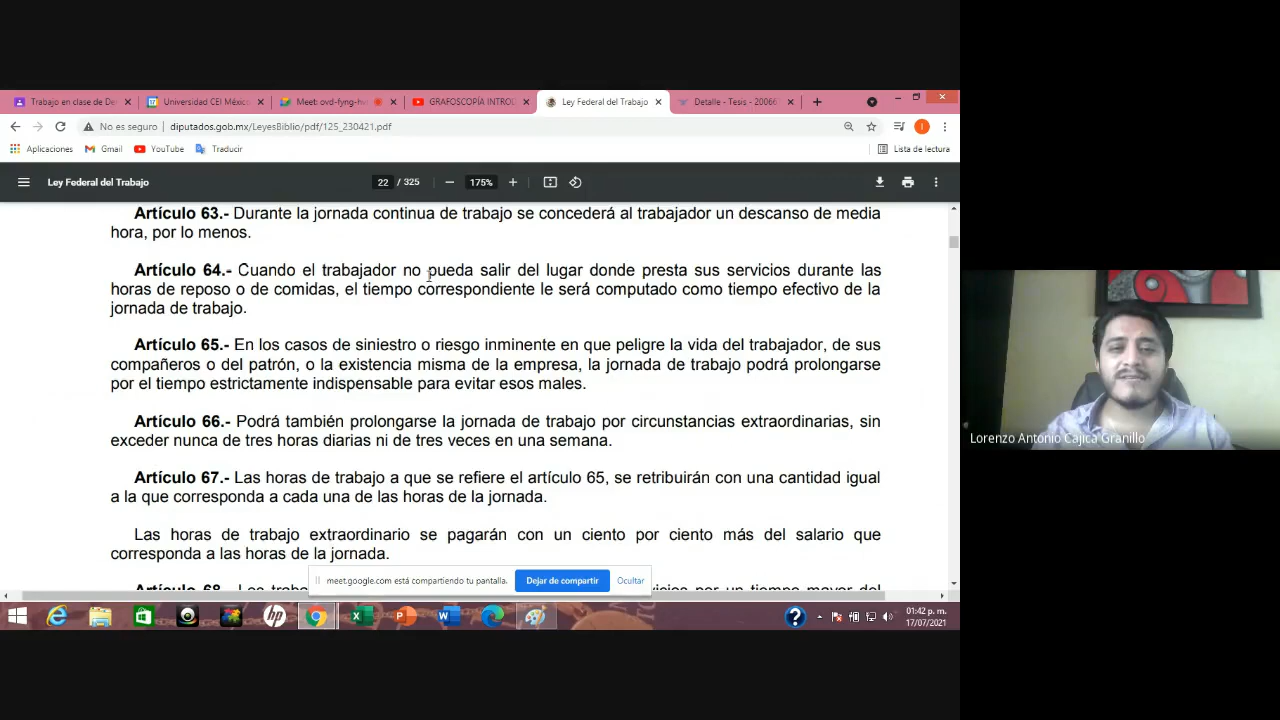 Trabajo en clase de De
Universidad CEI Méxic
Meet: ovd-fyng-h
GRAFOSCOPÍA INTROL
Ley Federal del Trabajo
Detalle - Tesis - 20066
No es seguro
deputados.gob.mx/LeyesBiblio/pdf/125_230421.pdf
Aplicaciones
Gmail
YouTube
Traducir
Lista de lectura
Ley Federal del Trabajo
22 / 325
175%
Artículo 63.- Durante la jornada continua de trabajo se concederá al trabajador un descanso de media
hora, por lo menos.
Artículo 64.- Cuando el trabajador no pueda salir del lugar donde presta sus servicios durante las
horas de reposo o de comidas, el tiempo correspondiente le será computado como tiempo efectivo de la
jornada de trabajo.
Artículo 65.- En los casos de siniestro o riesgo inminente en que peligre la vida del trabajador, de sus
compañeros o del patrón, o la existencia misma de la empresa, la jornada de trabajo podrá prolongarse
por el tiempo estrictamente indispensable para evitar esos males.
Artículo 66.- Podrá también prolongarse la jornada de trabajo por circunstancias extraordinarias, sin
exceder nunca de tres horas diarias ni de tres veces en una semana.
Artículo 67.- Las horas de trabajo a que se refiere el artículo 65, se retribuirán con una cantidad igual
a la que corresponda a cada una de las horas de la jornada.
Las horas de trabajo extraordinario se pagarán con un ciento por ciento más del salario que
corresponda a las horas de la jornada.
meet.google.com está compartiendo tu pantalla.
Dejar de compartir
Ocultar
Artículo 68.-
por un tiempo mayor del
Lorenzo Antonio Cajica Granillo
01:42 p. m.
17/07/2021